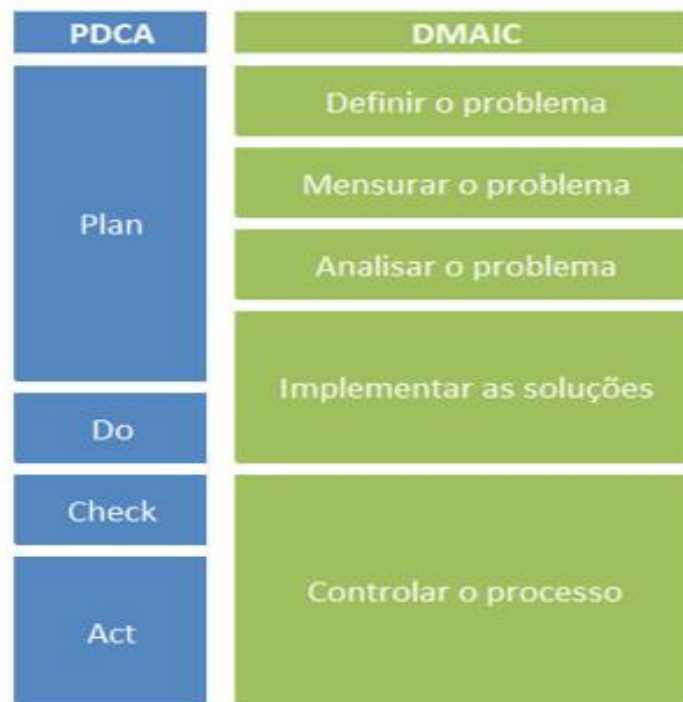 PDCA
DMAIC
Plan
Definir o problema
Mensurar o problema
Analisar o problema
Implementar as soluções
Do
Check
Controlar o processo
Act